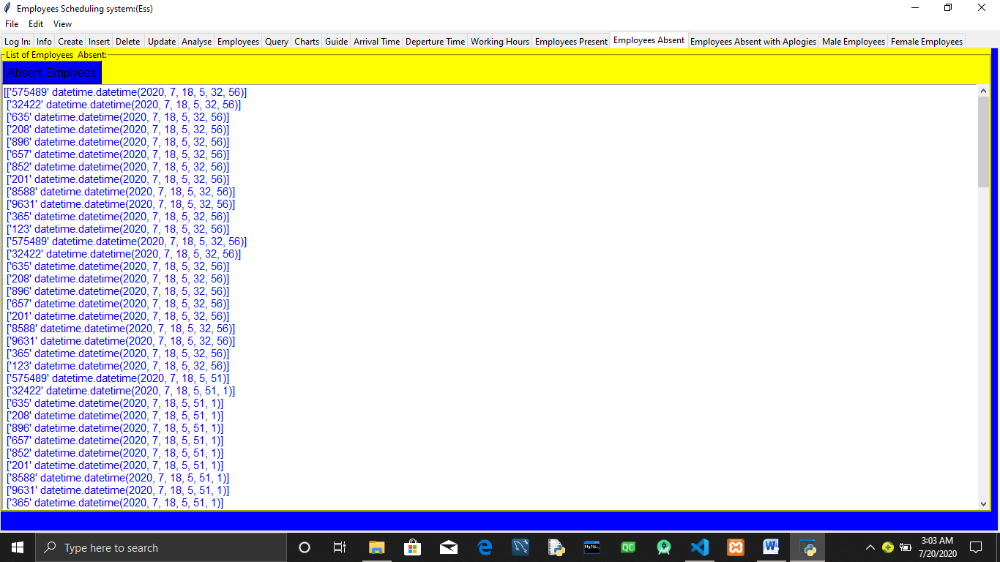 Employees Scheduling system:(Ess)
File Edit View
Log In: Info Create Insert Delete Update Analyse Employees Query Charts Guide Arrival Time Deperture Time Working Hours Employees Present Employees Absent Employees Absent with Aplogies Male Employees Female Employees
List of Employees Absent:
Absent Emplyees
[['575489' datetime.datetime(2020, 7, 18, 5, 32, 56)]
['32422' datetime.datetime(2020, 7, 18, 5, 32, 56)]
['635' datetime.datetime(2020, 7, 18, 5, 32, 56)]
['208' datetime.datetime(2020, 7, 18, 5, 32, 56)]
['896' datetime.datetime(2020, 7, 18, 5, 32, 56)]
['657' datetime.datetime(2020, 7, 18, 5, 32, 56)]
['852' datetime.datetime(2020, 7, 18, 5, 32, 56)]
['201' datetime.datetime(2020, 7, 18, 5, 32, 56)]
['8588' datetime.datetime(2020, 7, 18, 5, 32, 56)]
['9631' datetime.datetime(2020, 7, 18, 5, 32, 56)]
['365' datetime.datetime(2020, 7, 18, 5, 32, 56)]
['123' datetime.datetime(2020, 7, 18, 5, 32, 56)]
['575489' datetime.datetime(2020, 7, 18, 5, 32, 56)]
['32422' datetime.datetime(2020, 7, 18, 5, 32, 56)]
['635' datetime.datetime(2020, 7, 18, 5, 32, 56)]
['208' datetime.datetime(2020, 7, 18, 5, 32, 56)]
['896' datetime.datetime(2020, 7, 18, 5, 32, 56)]
['657' datetime.datetime(2020, 7, 18, 5, 32, 56)]
['201' datetime.datetime(2020, 7, 18, 5, 32, 56)]
['8588' datetime.datetime(2020, 7, 18, 5, 32, 56)]
['9631' datetime.datetime(2020, 7, 18, 5, 32, 56)]
['365' datetime.datetime(2020, 7, 18, 5, 32, 56)]
['123' datetime.datetime(2020, 7, 18, 5, 32, 56)]
['575489' datetime.datetime(2020, 7, 18, 5, 51)]
['32422' datetime.datetime(2020, 7, 18, 5, 51, 1)]
['635' datetime.datetime(2020, 7, 18, 5, 51, 1)]
['208' datetime.datetime(2020, 7, 18, 5, 51, 1)]
['896' datetime.datetime(2020, 7, 18, 5, 51, 1)]
['657' datetime.datetime(2020, 7, 18, 5, 51, 1)]
['852' datetime.datetime(2020, 7, 18, 5, 51, 1)]
['201' datetime.datetime(2020, 7, 18, 5, 51, 1)]
['8588' datetime.datetime(2020, 7, 18, 5, 51, 1)]
['9631' datetime.datetime(2020, 7, 18, 5, 51, 1)]
['365' datetime.datetime(2020, 7, 18, 5, 51, 1)]
Type here to search
MySQL
QC
W
3:03 AM
7/20/2020